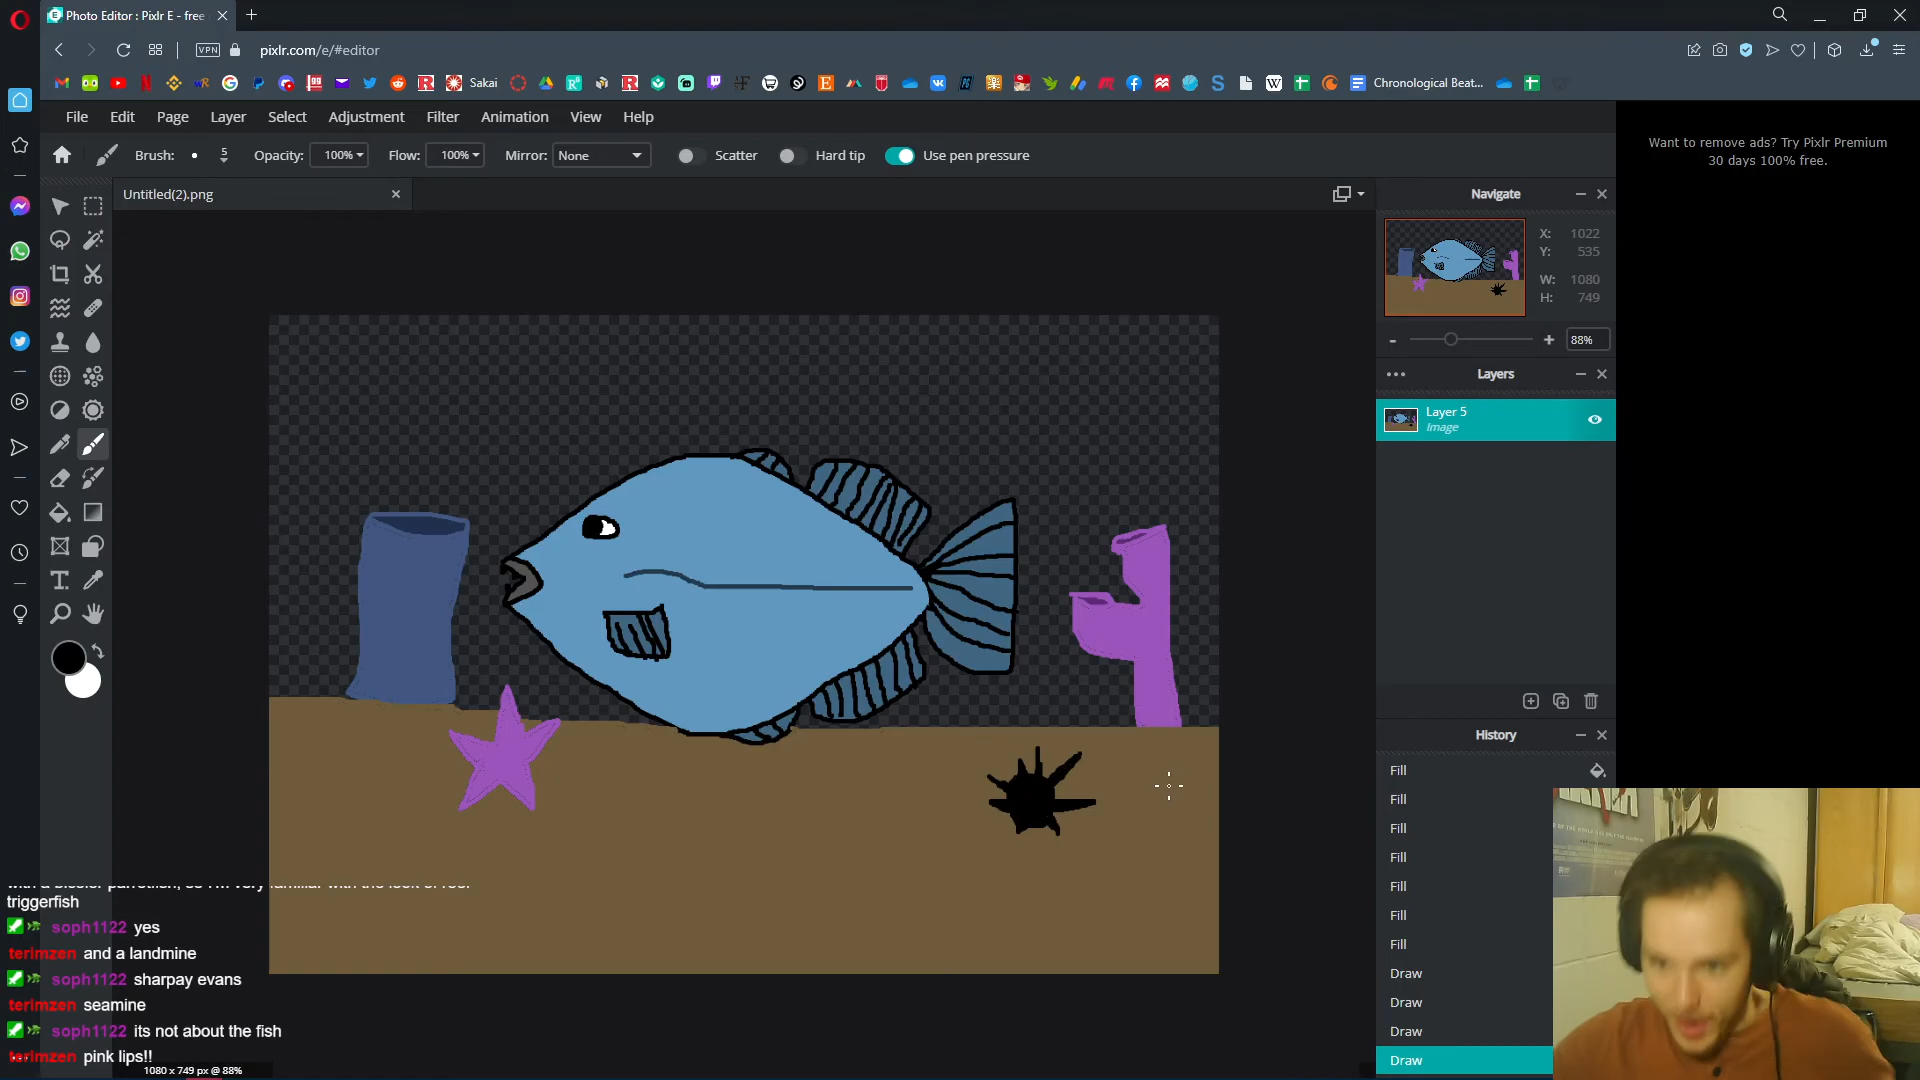 Photo Editor : Pixlr E - free
VPN
pixlr.com/e/#editor
Sakai
Chronological Beat...
File Edit Page Layer Select Adjustment Filter Animation View Help
Brush: 5 Opacity: 100% Flow: 100% Mirror: None Scatter Hard tip Use pen pressure
Want to remove ads? Try Pixlr Premium
30 days 100% free.
Untitled(2).png
Navigate
X: 1022
Y: 535
W: 1080
H: 749
- + 88%
Layers
Layer 5
Image
History
Fill
Fill
Fill
Fill
Fill
Fill
Fill
Draw
Draw
Draw
Draw
triggerfish
soph1122 yes
terimzen and a landmine
soph1122 sharpay evans
terimzen seamine
soph1122 its not about the fish
terimzen pink lips!!
1080 x 749 px @ 88%